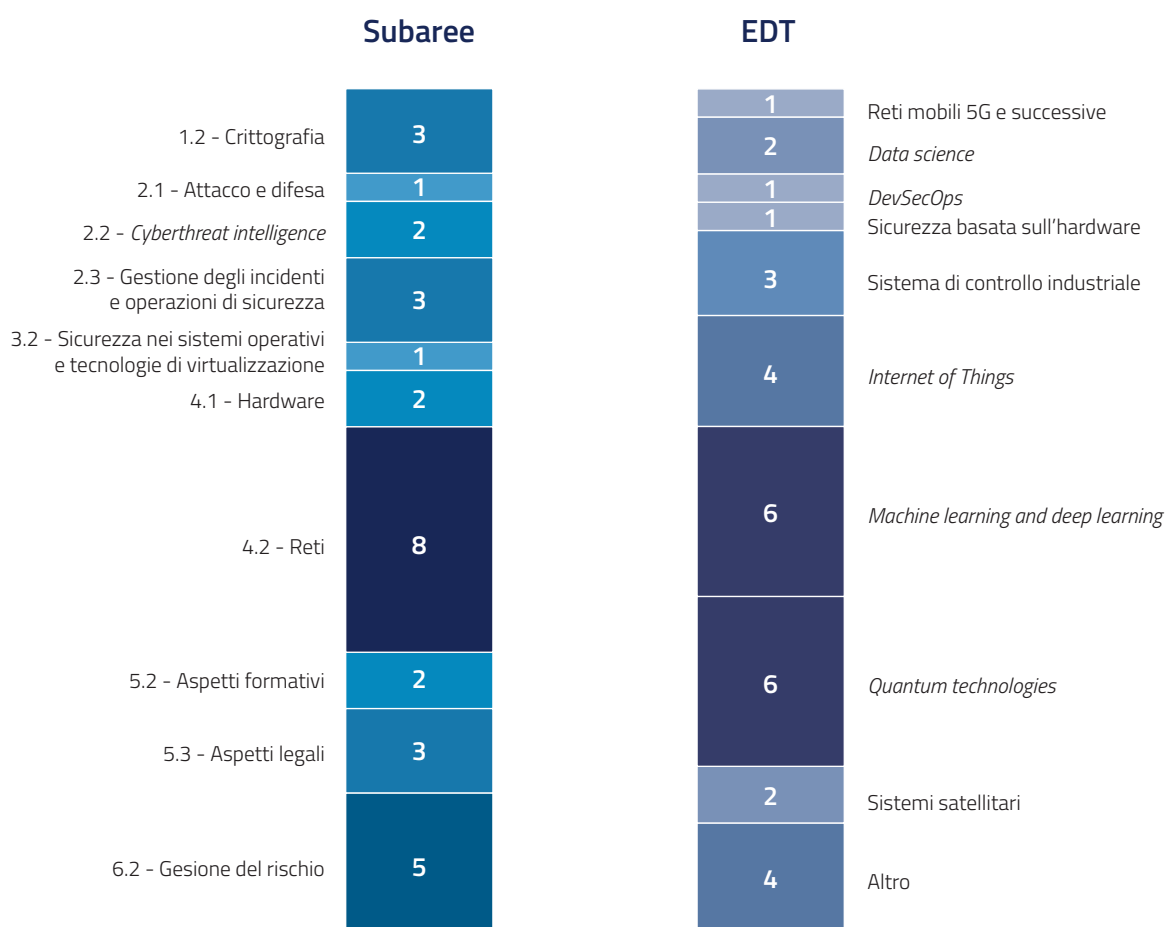 Subaree
1.2 - Crittografia
3
2.1 - Attacco e difesa
1
2.2 - Cyberthreat intelligence
2
2.3 - Gestione degli incidenti
e operazioni di sicurezza
3
3.2 - Sicurezza nei sistemi operativi
e tecnologie di virtualizzazione
1
4.1 - Hardware
2
4.2 - Reti
8
5.2 - Aspetti formativi
2
5.3 - Aspetti legali
3
6.2 - Gesione del rischio
5
EDT
1
Reti mobili 5G e successive
2
Data science
1
DevSecOps
1
Sicurezza basata sull'hardware
3
Sistema di controllo industriale
4
Internet of Things
6
Machine learning and deep learning
6
Quantum technologies
2
Sistemi satellitari
4
Altro